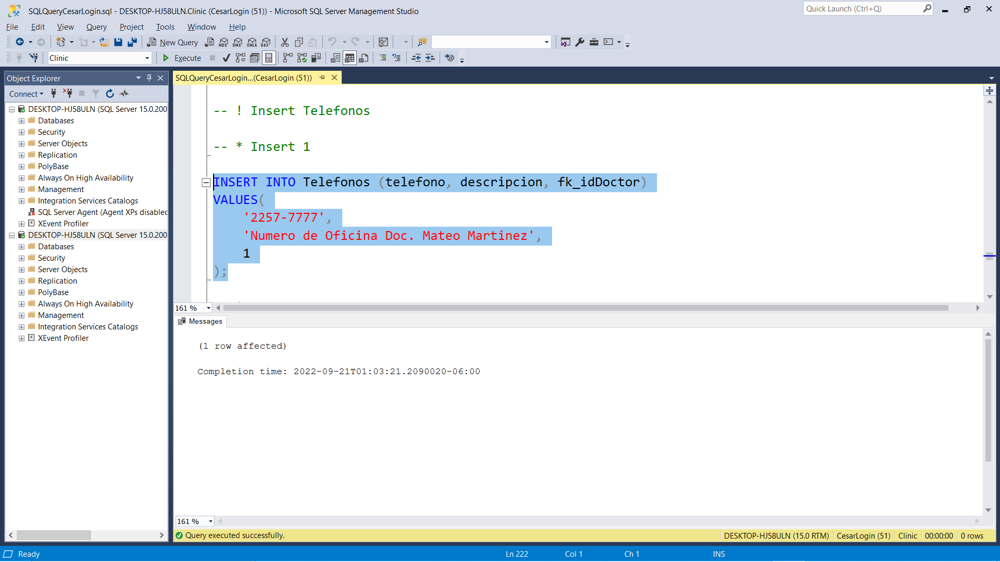 SQLQueryCesarLogin.sql - DESKTOP-HJ58ULN.Clinic (CesarLogin (51)) - Microsoft SQL Server Management Studio
Quick Launch (Ctrl+Q)
File Edit View Query Project Tools Window Help
New Query
MDX DMX XMLA DAX
Clinic
Execute
Object Explorer
SQLQueryCesarLogin...(CesarLogin (51))
Connect
DESKTOP-HJ58ULN (SQL Server 15.0.200
Databases
Security
Server Objects
Replication
PolyBase
Always On High Availability
Management
Integration Services Catalogs
SQL Server Agent (Agent XPs disabled
XEvent Profiler
DESKTOP-HJ58ULN (SQL Server 15.0.200
Databases
Security
Server Objects
Replication
PolyBase
Always On High Availability
Management
Integration Services Catalogs
XEvent Profiler
-- ! Insert Telefonos
-- * Insert 1
INSERT INTO Telefonos (telefono, descripcion, fk_idDoctor)
VALUES(
'2257-7777',
'Numero de Oficina Doc. Mateo Martinez',
1
);
161 %
Messages
(1 row affected)
Completion time: 2022-09-21T01:03:21.2090020-06:00
161 %
Query executed successfully.
DESKTOP-HJ58ULN (15.0 RTM) CesarLogin (51) Clinic 00:00:00 0 rows
Ready
Ln 222 Col 1 Ch 1 INS